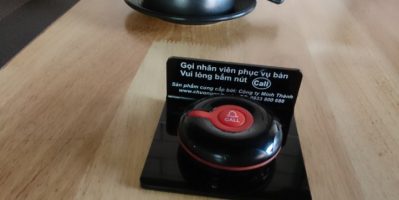 Gọi nhân viên phục vụ bàn
Vui lòng bấm nút Call
Sản phẩm cung cấp bởi: Công ty Minh Thành
CALL